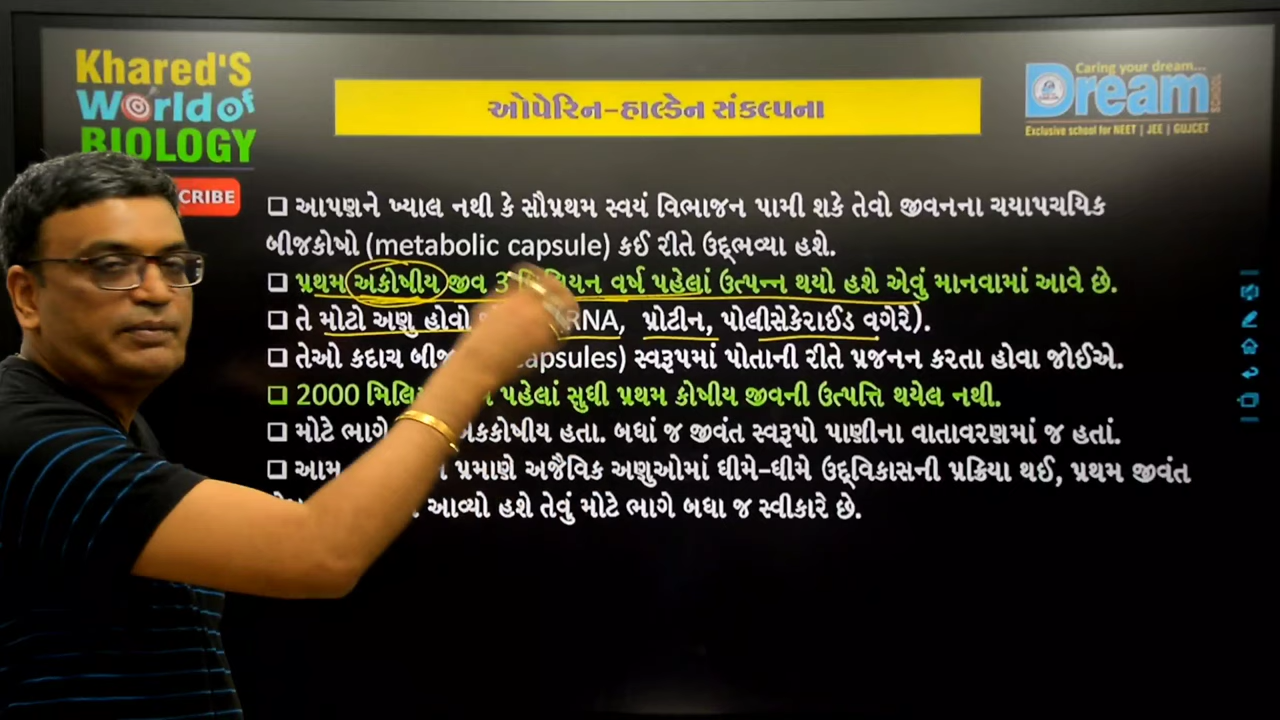 Khared'S
World of
BIOLOGY
CRIBE
ઓપેરિન-હાલ્ડેન સંકલ્પના
Caring your dream...
Dream
SCHOOL
Exclusive school for NEET | JEE | GUJCET
❑ આપણને ખ્યાલ નથી કે સૌપ્રથમ સ્વયં વિભાજન પામી શકે તેવો જીવનના ચયાપચયિક
બીજકોષો (metabolic capsule) કઈ રીતે ઉદ્ભવ્યા હશે.
❑ પ્રથમ અકોષીય જીવ 3 વર્ષ પહેલાં ઉત્પન્ન થયો હશે એવું માનવામાં આવે છે.
❑ તે મોટો અણુ હોવો RNA, પ્રોટીન, પોલીસેકેરાઈડ વગેરે).
❑ તેઓ કદાચ capsules) સ્વરૂપમાં પોતાની રીતે પ્રજનન કરતા હોવા જોઈએ.
❑ 2000 પહેલાં સુધી પ્રથમ કોષીય જીવની ઉત્પત્તિ થયેલ નથી.
❑ મોટે ભાગે હતા. બધાં જ જીવંત સ્વરૂપો પાણીના વાતાવરણમાં જ હતાં.
❑ આમ પ્રમાણે અજૈવિક અણુઓમાં ધીમે-ધીમે ઉદ્દવિકાસની પ્રક્રિયા થઈ, પ્રથમ જીવંત
આવ્યો હશે તેવું મોટે ભાગે બધા જ સ્વીકારે છે.